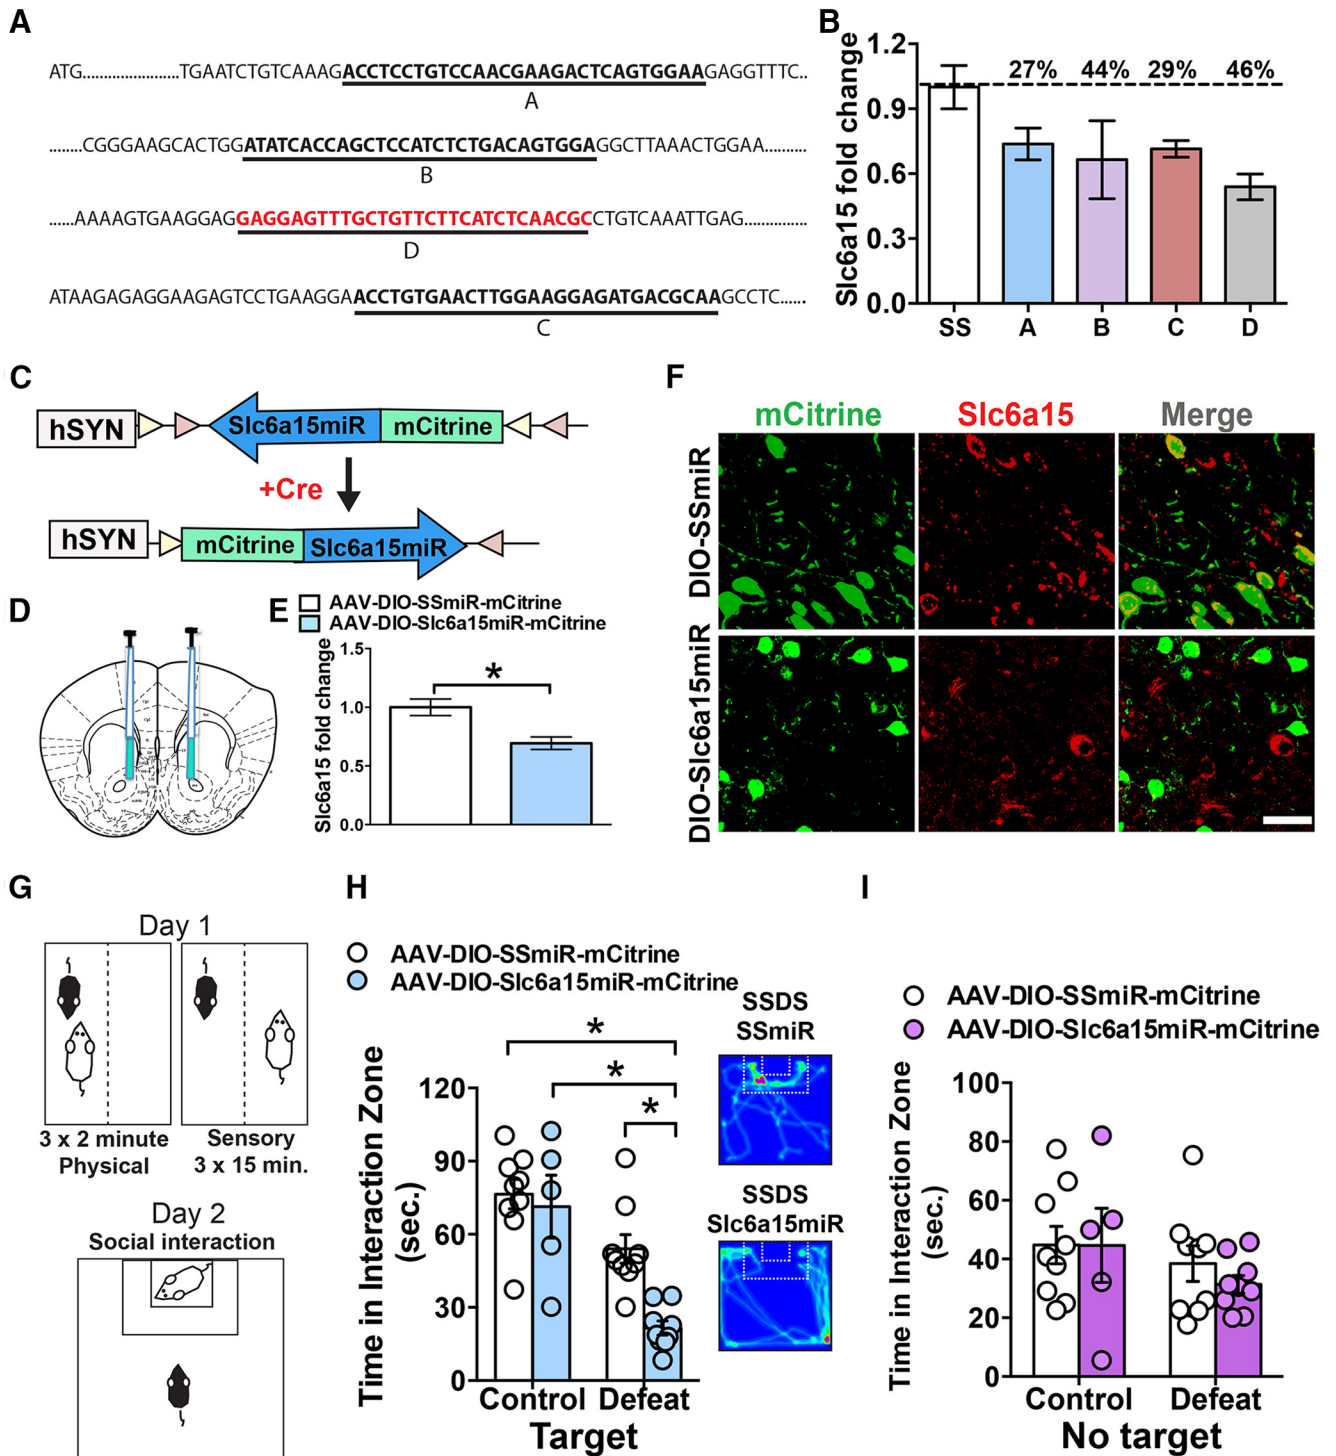 A
ATG......................TGAATCTGTCAAAGACCTCCTGTCCAACGAAGACTCAGTGGAAGAGGTTTC..
A
........CGGGAAGCACTGGATATCACCAGCTCCATCTCTGACAGTGGAGGCTTAAACTGGAA..........
B
......AAAAGTGAAGGAGGAGGAGTTTGCTGTTCTTCATCTCAACGCCTGTCAAATTGAG...............
D
ATAAGAGAGGAAGAGTCCTGAAGGAACCTGTGAACTTGGAAGGAGATGACGCAAGCCTC......
C
B
Slc6a15 fold change
1.2
0.9
0.6
0.3
0.0
27% 44% 29% 46%
SS A B C D
C
hSYN Slc6a15miR mCitrine
+Cre
hSYN mCitrine Slc6a15miR
D
E
AAV-DIO-SSmiR-mCitrine
AAV-DIO-Slc6a15miR-mCitrine
Slc6a15 fold change
1.5
1.0
0.5
0.0
*
F
mCitrine Slc6a15 Merge
DIO-SSmiR
DIO-Slc6a15miR
G
Day 1
3 x 2 minute
Physical
Sensory
3 x 15 min.
Day 2
Social interaction
H
AAV-DIO-SSmiR-mCitrine
AAV-DIO-Slc6a15miR-mCitrine
Time in Interaction Zone
(sec.)
120
90
60
30
0
*
*
*
Control Defeat
Target
SSDS
SSmiR
SSDS
Slc6a15miR
I
AAV-DIO-SSmiR-mCitrine
AAV-DIO-Slc6a15miR-mCitrine
Time in Interaction Zone
(sec.)
100
80
60
40
20
0
Control Defeat
No target